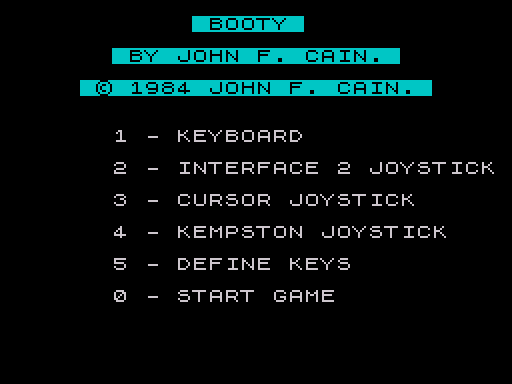 BOOTY
BY JOHN F. CAIN.
© 1984 JOHN F. CAIN.
1 - KEYBOARD
2 - INTERFACE 2 JOYSTICK
3 - CURSOR JOYSTICK
4 - KEMPSTON JOYSTICK
5 - DEFINE KEYS
0 - START GAME